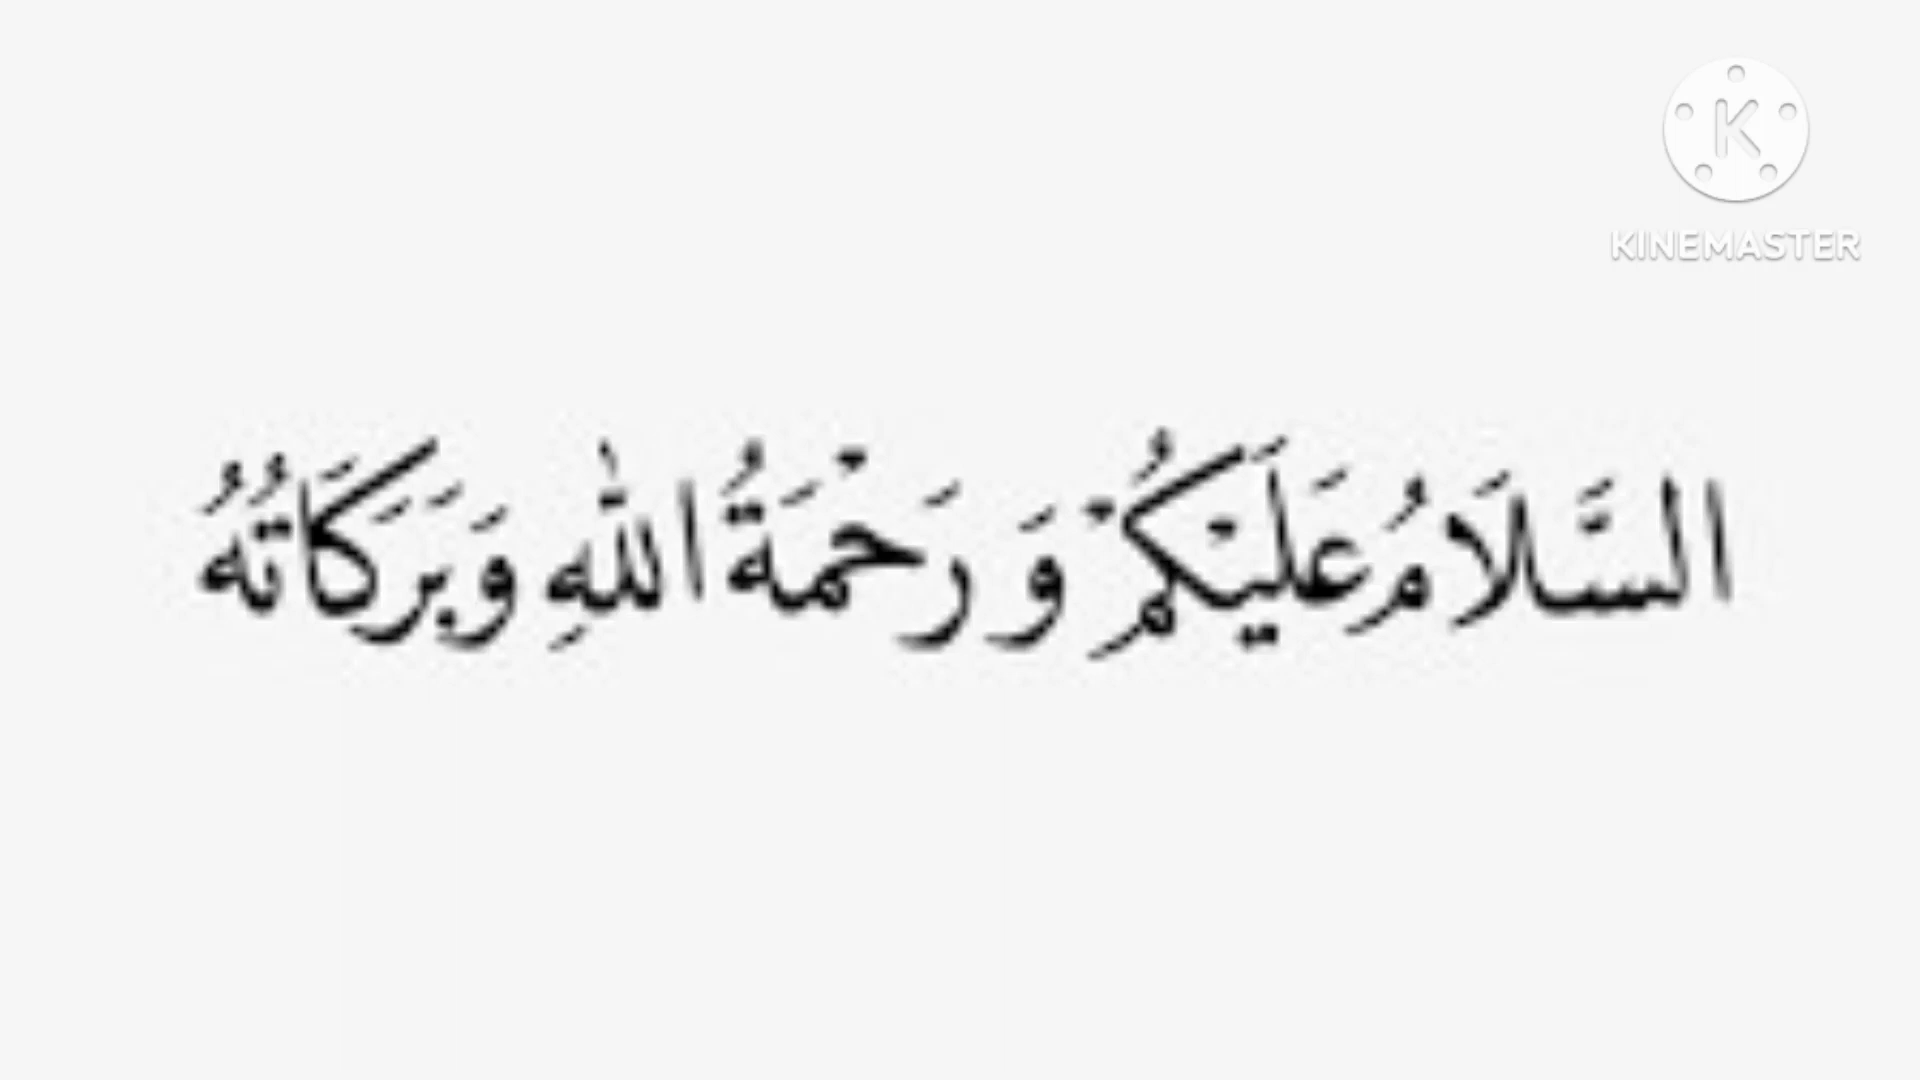 KINEMASTER
السَّلَامُ عَلَيْكُمْ وَ رَحْمَةُ اللهِ وَبَرَكَاتُهُ